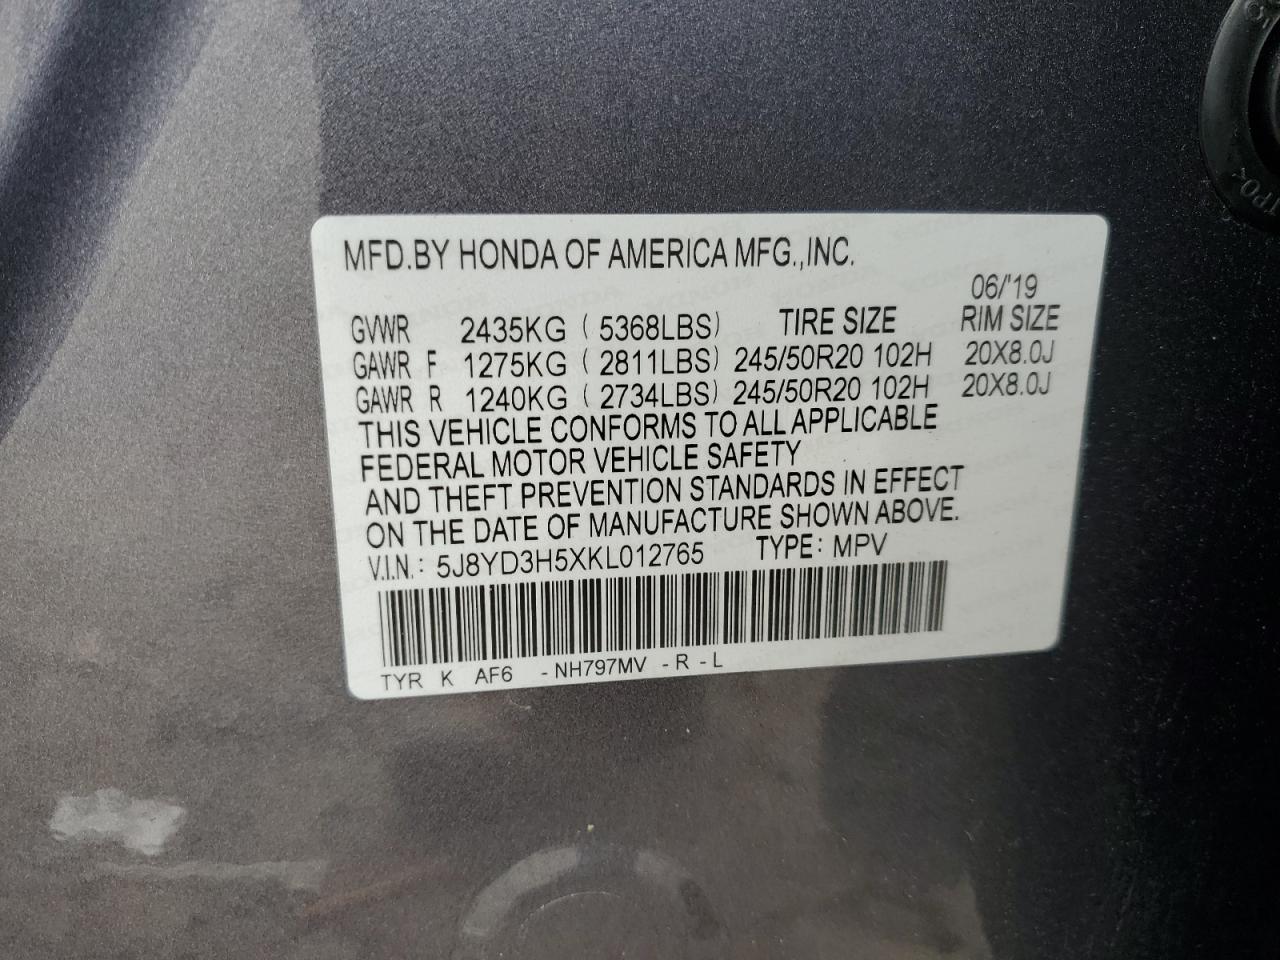 MFD.BY HONDA OF AMERICA MFG.,INC.
06/'19
GVWR 2435KG ( 5368LBS) TIRE SIZE RIM SIZE
GAWR F 1275KG ( 2811LBS) 245/50R20 102H 20X8.0J
GAWR R 1240KG ( 2734LBS) 245/50R20 102H 20X8.0J
THIS VEHICLE CONFORMS TO ALL APPLICABLE
FEDERAL MOTOR VEHICLE SAFETY
AND THEFT PREVENTION STANDARDS IN EFFECT
ON THE DATE OF MANUFACTURE SHOWN ABOVE.
V.I.N.: 5J8YD3H5XKL012765 TYPE: MPV
TYR K AF6 -NH797MV -R -L